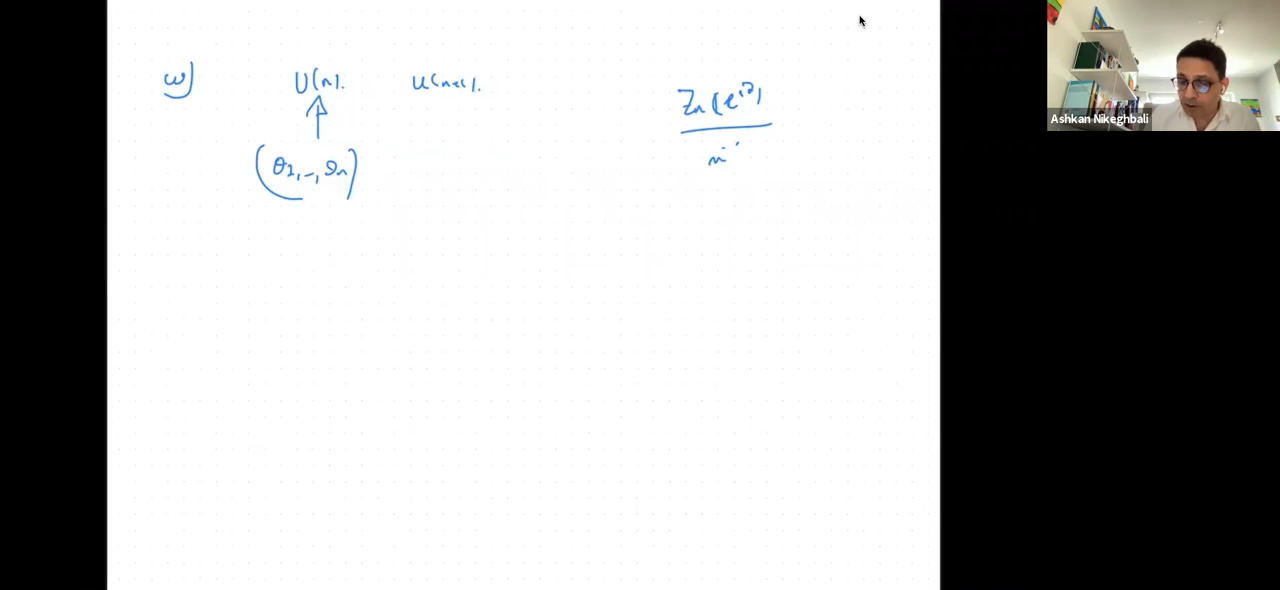 ω) U(n). U(n+1).
(θ1, -, θn)
Zn(e^iθ)
Ashkan Nikeghbali